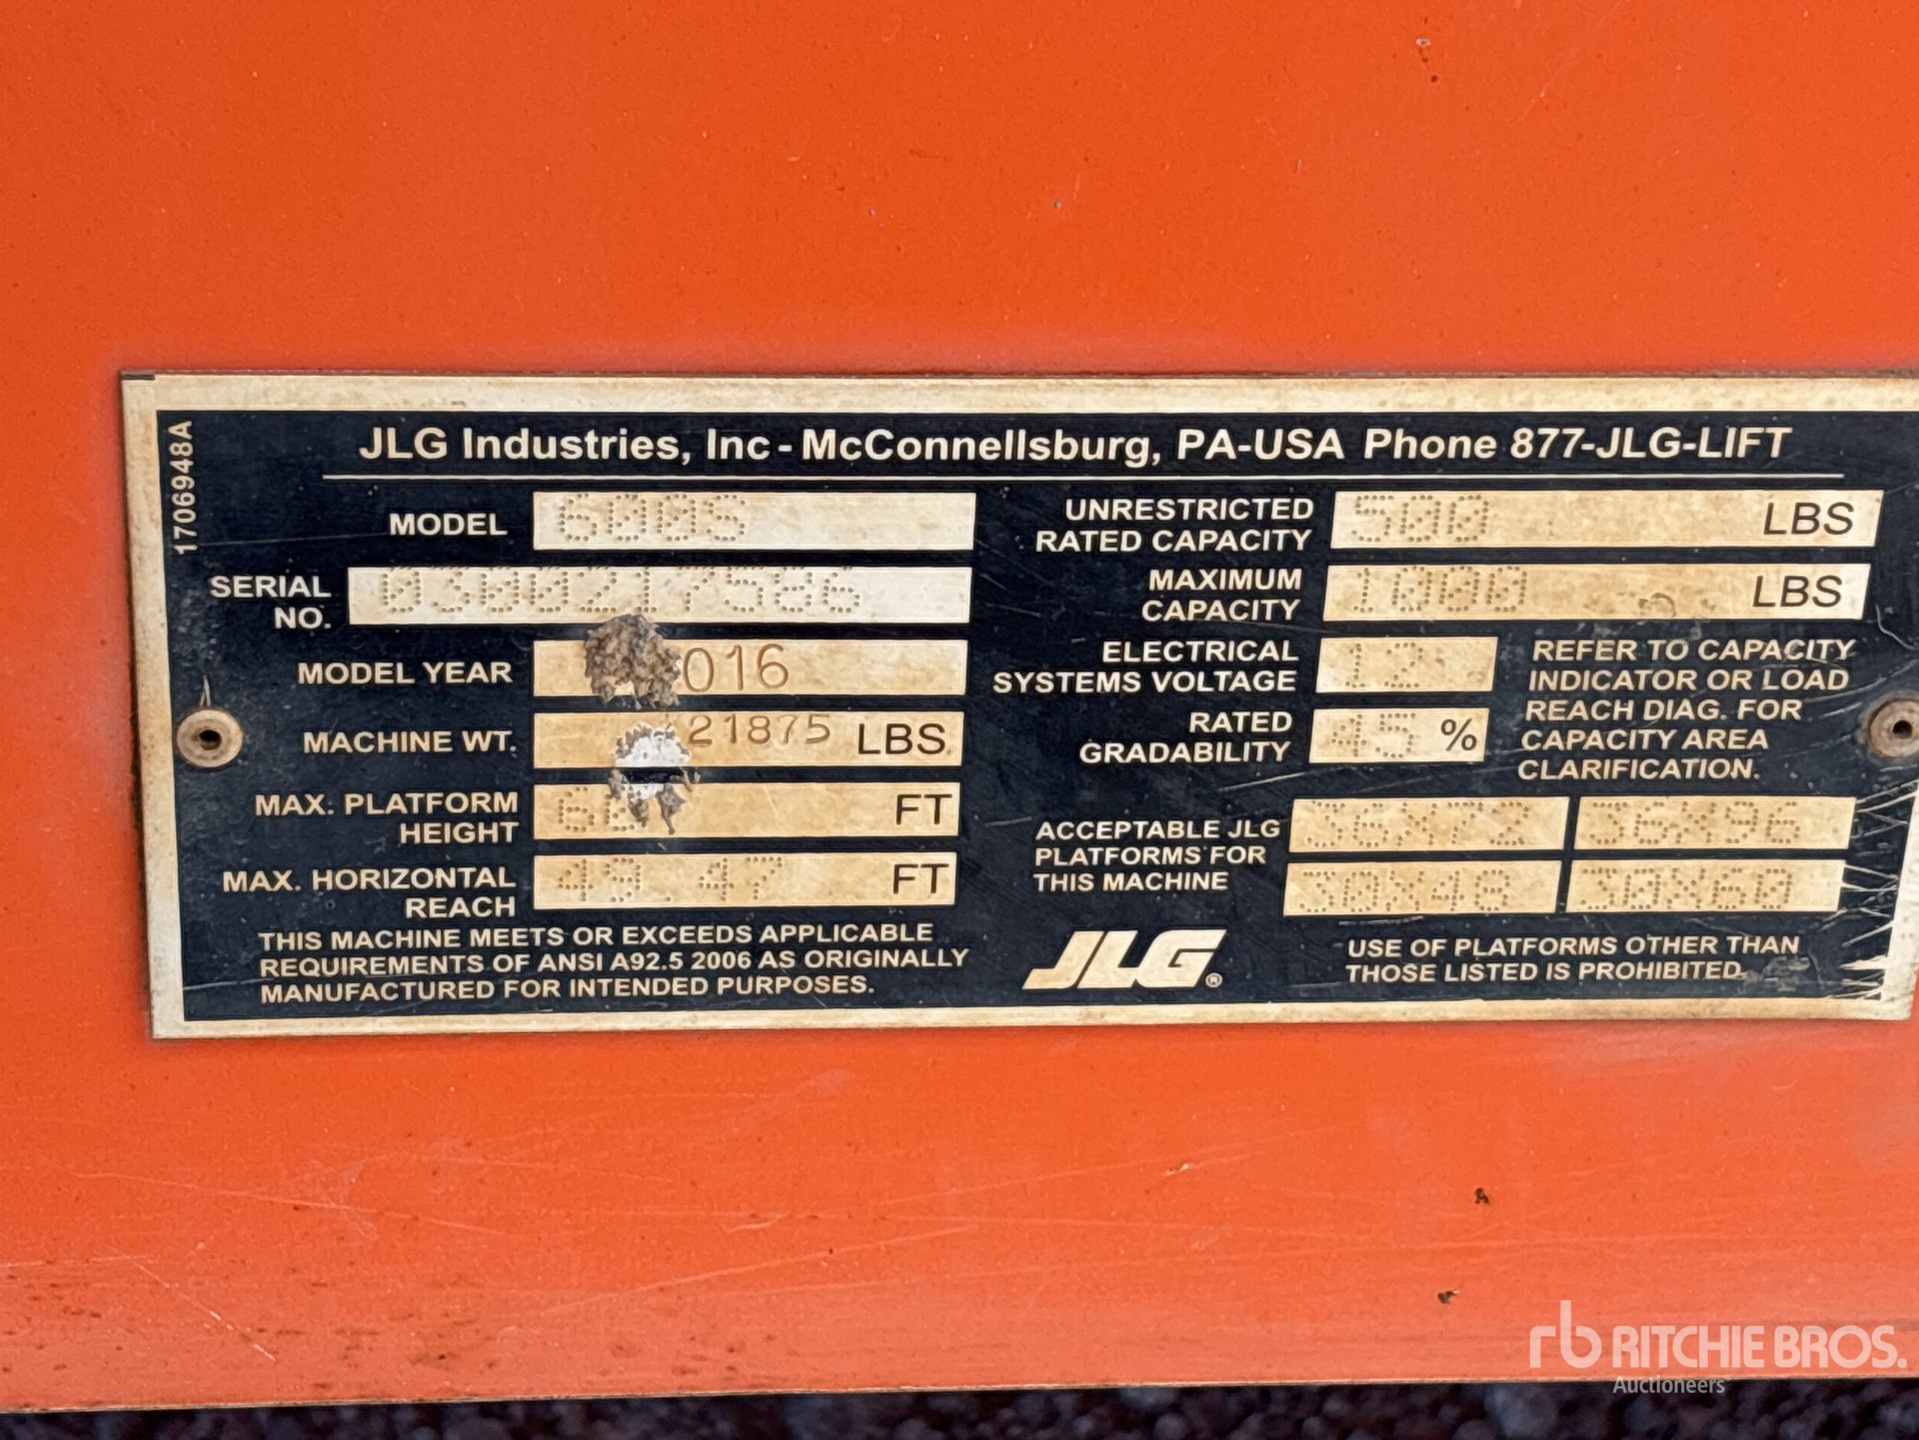 1706948A
JLG Industries, Inc - McConnellsburg, PA-USA Phone 877-JLG-LIFT
MODEL 600S
SERIAL NO. 0300217586
MODEL YEAR 016
MACHINE WT. 21875 LBS
MAX. PLATFORM HEIGHT FT
MAX. HORIZONTAL REACH 49.47 FT
THIS MACHINE MEETS OR EXCEEDS APPLICABLE
REQUIREMENTS OF ANSI A92.5 2006 AS ORIGINALLY
MANUFACTURED FOR INTENDED PURPOSES.
UNRESTRICTED RATED CAPACITY 500 LBS
MAXIMUM CAPACITY 1000 LBS
ELECTRICAL SYSTEMS VOLTAGE 12
RATED GRADABILITY 45 %
REFER TO CAPACITY
INDICATOR OR LOAD
REACH DIAG. FOR
CAPACITY AREA
CLARIFICATION.
ACCEPTABLE JLG
PLATFORMS FOR
THIS MACHINE
36X72 36X96
30X48 30X60
JLG®
USE OF PLATFORMS OTHER THAN
THOSE LISTED IS PROHIBITED.
rb RITCHIE BROS.
Auctioneers